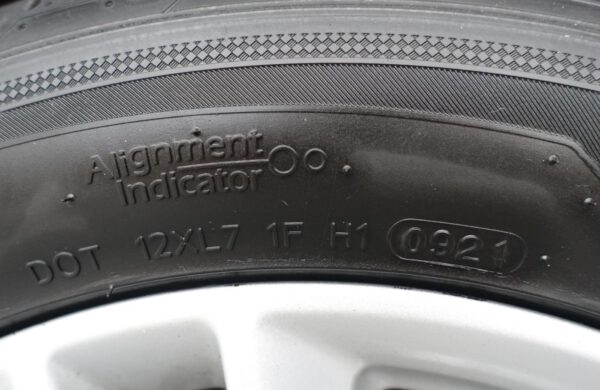 Alignment
Indicator
DOT 12XL7 1F H1 0921